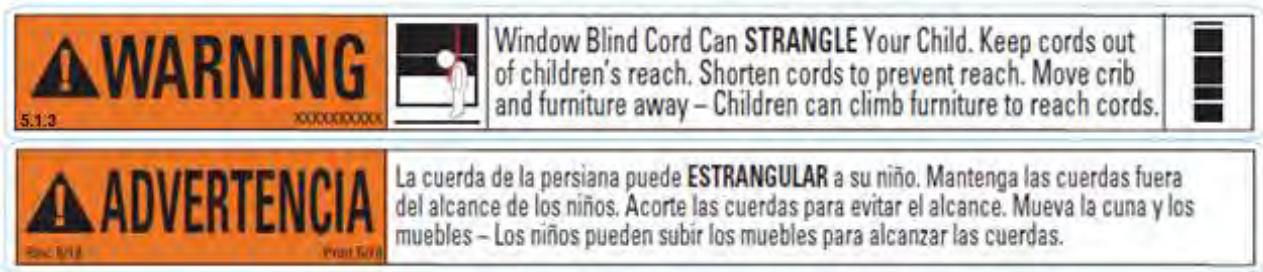 WARNING
5.1.3
XXXXXXXXXX
Window Blind Cord Can STRANGLE Your Child. Keep cords out
of children's reach. Shorten cords to prevent reach. Move crib
and furniture away – Children can climb furniture to reach cords.
ADVERTENCIA
La cuerda de la persiana puede ESTRANGULAR a su niño. Mantenga las cuerdas fuera
del alcance de los niños. Acorte las cuerdas para evitar el alcance. Mueva la cuna y los
muebles – Los niños pueden subir los muebles para alcanzar las cuerdas.